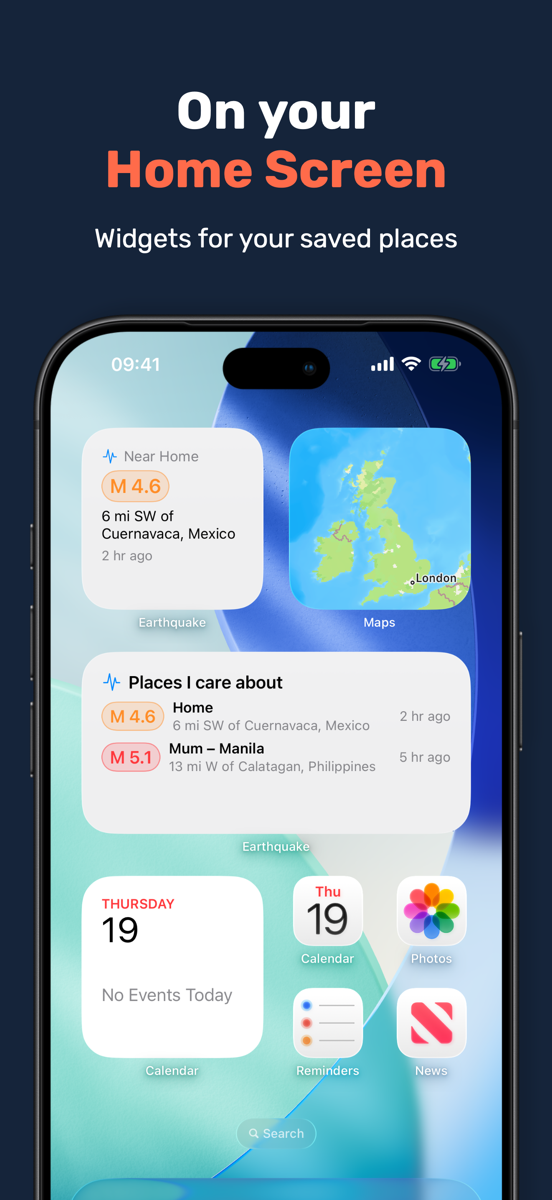 On your
Home Screen
Widgets for your saved places
09:41
Near Home
M 4.6
6 mi SW of
Cuernavaca, Mexico
2 hr ago
Earthquake
London
Maps
Places I care about
M 4.6
Home
6 mi SW of Cuernavaca, Mexico
2 hr ago
M 5.1
Mum – Manila
13 mi W of Calatagan, Philippines
5 hr ago
Earthquake
THURSDAY
19
No Events Today
Calendar
Thu
19
Calendar
Photos
Reminders
News
Search